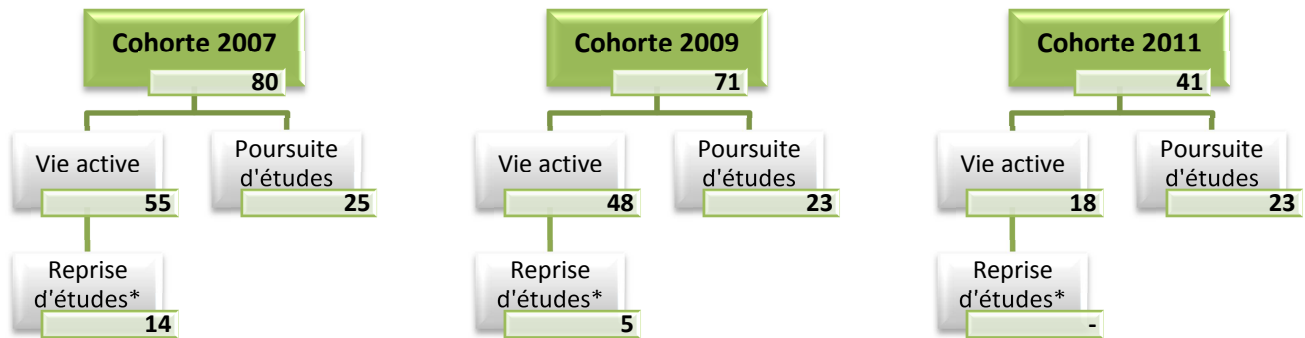 Cohorte 2007
80
Vie active
55
Poursuite
d'études
25
Reprise
d'études*
14
Cohorte 2009
71
Vie active
48
Poursuite
d'études
23
Reprise
d'études*
5
Cohorte 2011
41
Vie active
18
Poursuite
d'études
23
Reprise
d'études*
-